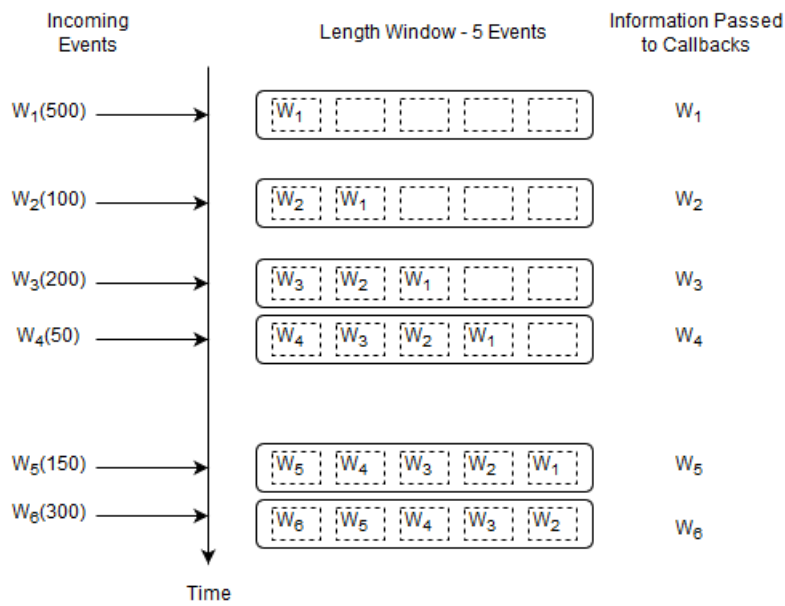 Incoming
Events
Length Window - 5 Events
Information Passed
to Callbacks
W₁(500)
W₁
W₁
W₂(100)
W₂ W₁
W₂
W₃(200)
W₃ W₂ W₁
W₃
W₄(50)
W₄ W₃ W₂ W₁
W₄
W₅(150)
W₅ W₄ W₃ W₂ W₁
W₅
W₆(300)
W₆ W₅ W₄ W₃ W₂
W₆
Time